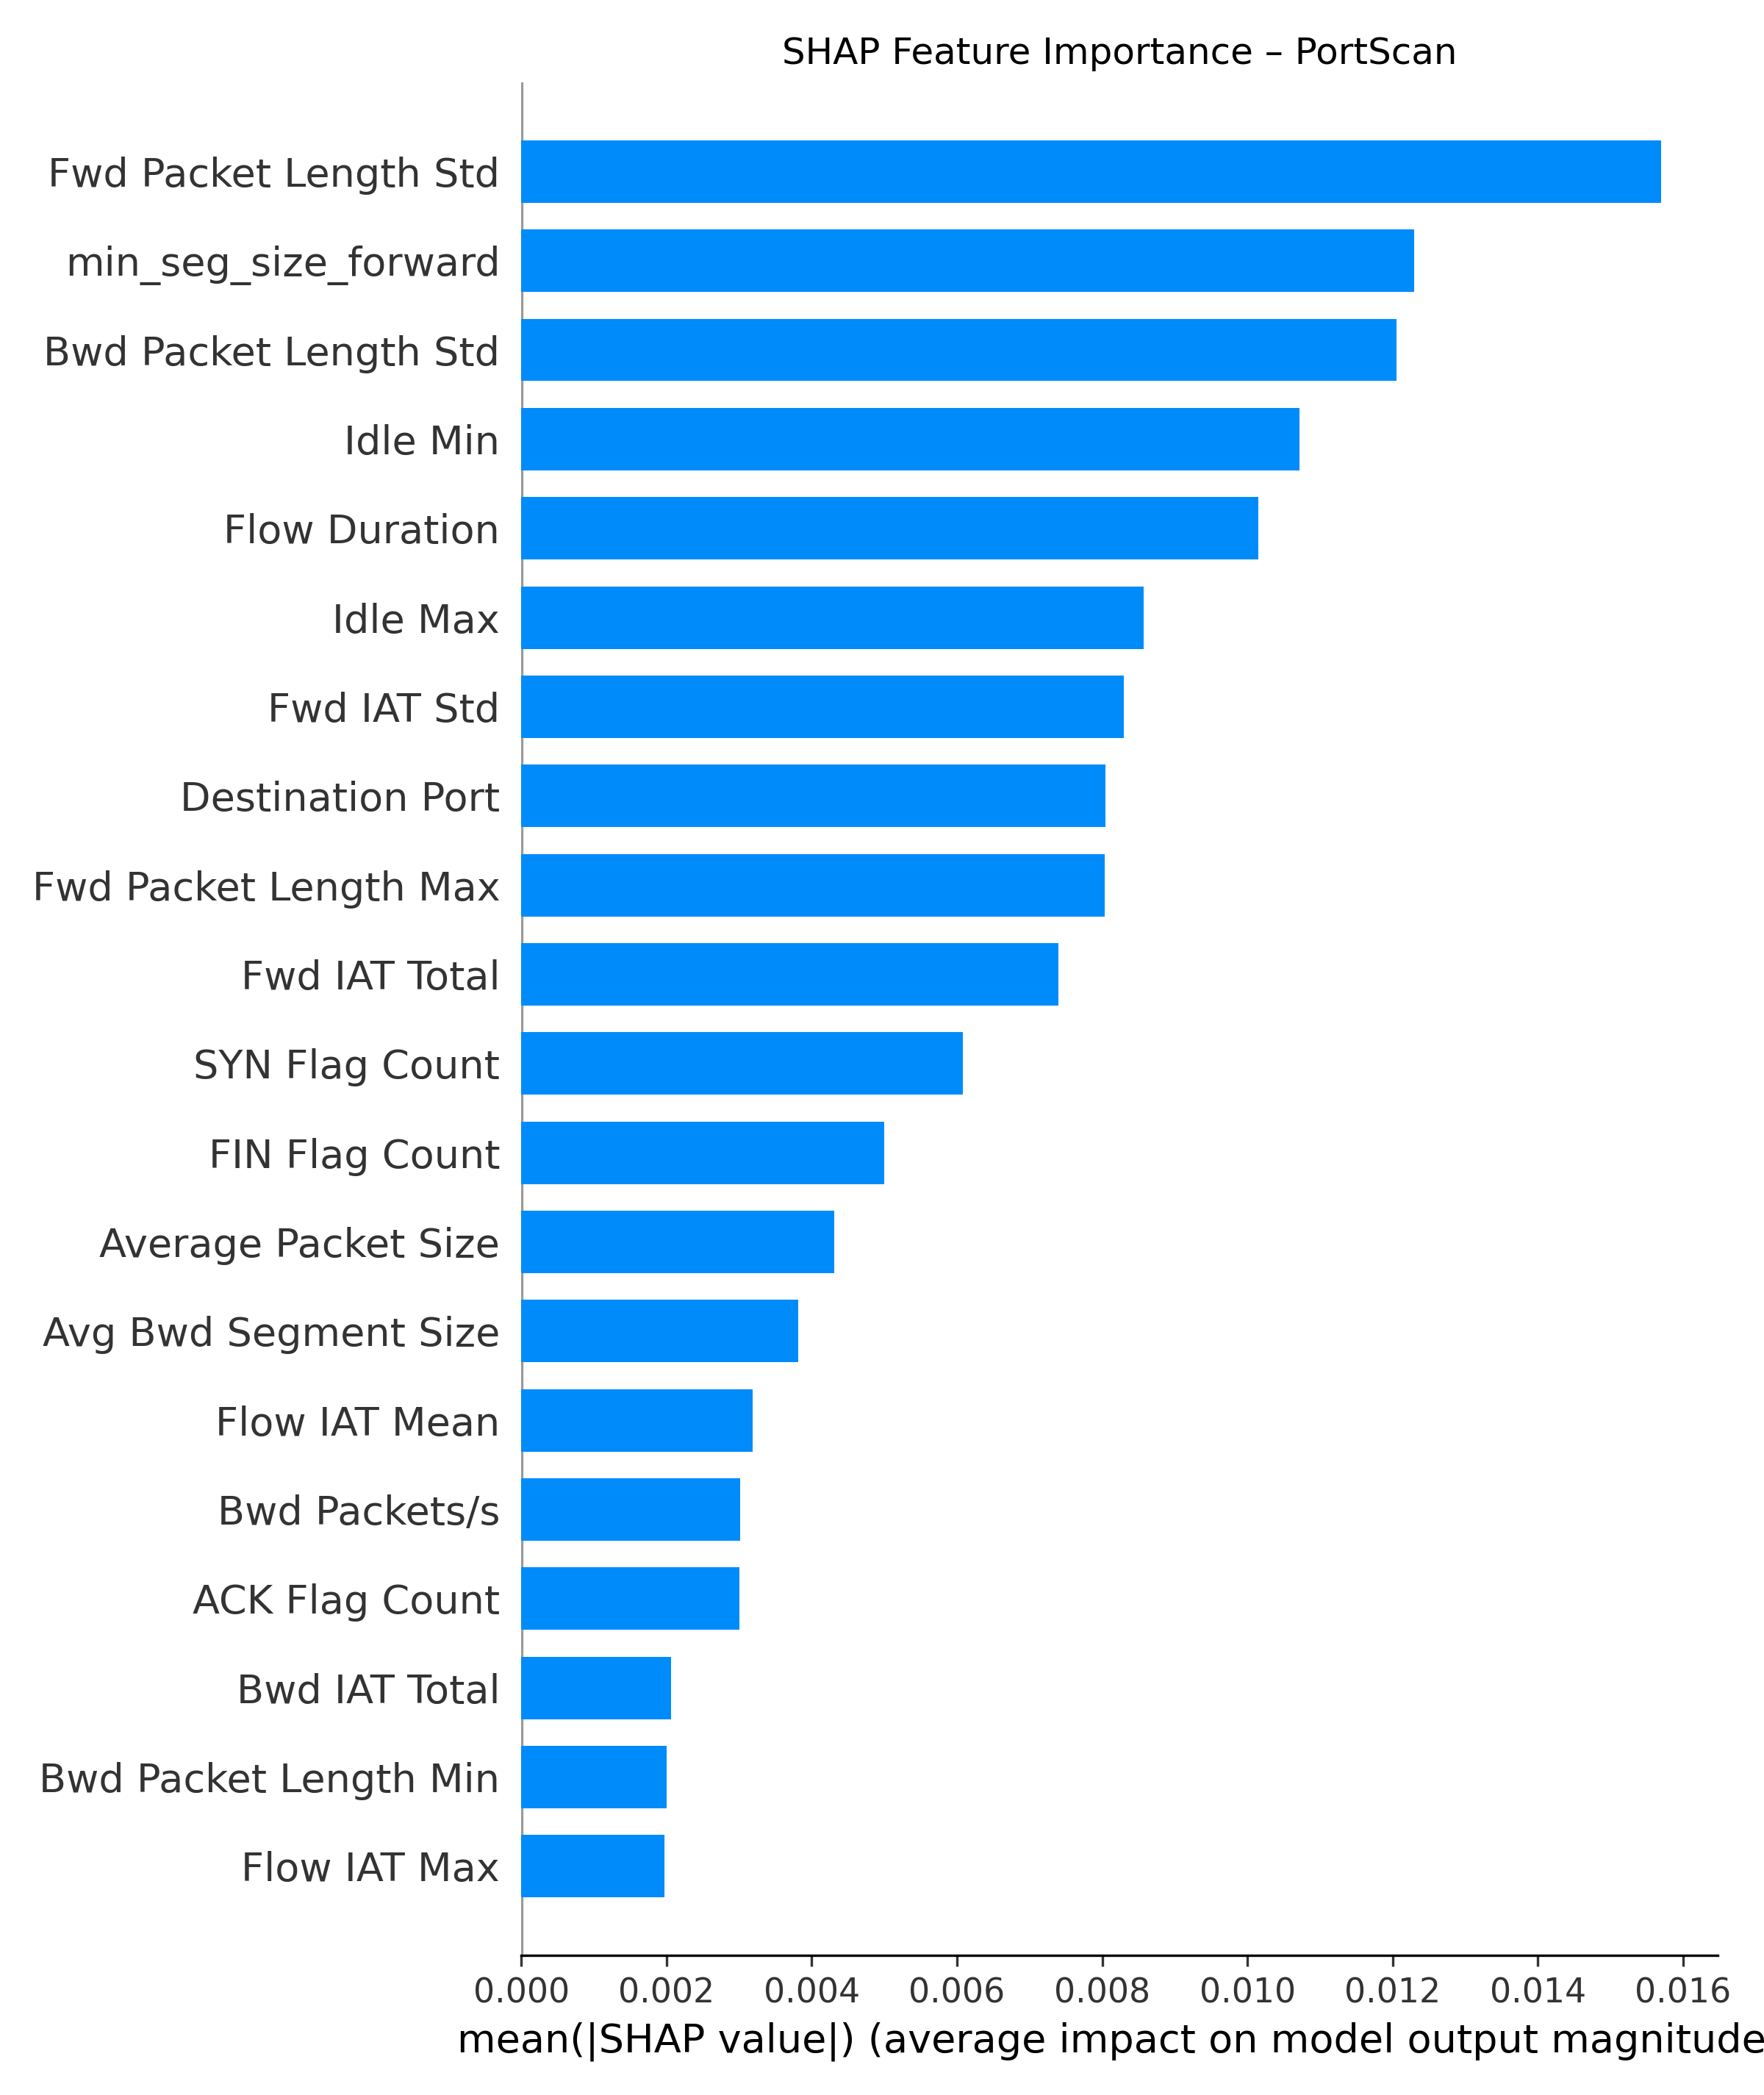 SHAP Feature Importance – PortScan
Fwd Packet Length Std
min_seg_size_forward
Bwd Packet Length Std
Idle Min
Flow Duration
Idle Max
Fwd IAT Std
Destination Port
Fwd Packet Length Max
Fwd IAT Total
SYN Flag Count
FIN Flag Count
Average Packet Size
Avg Bwd Segment Size
Flow IAT Mean
Bwd Packets/s
ACK Flag Count
Bwd IAT Total
Bwd Packet Length Min
Flow IAT Max
0.000 0.002 0.004 0.006 0.008 0.010 0.012 0.014 0.016
mean(|SHAP value|) (average impact on model output magnitude